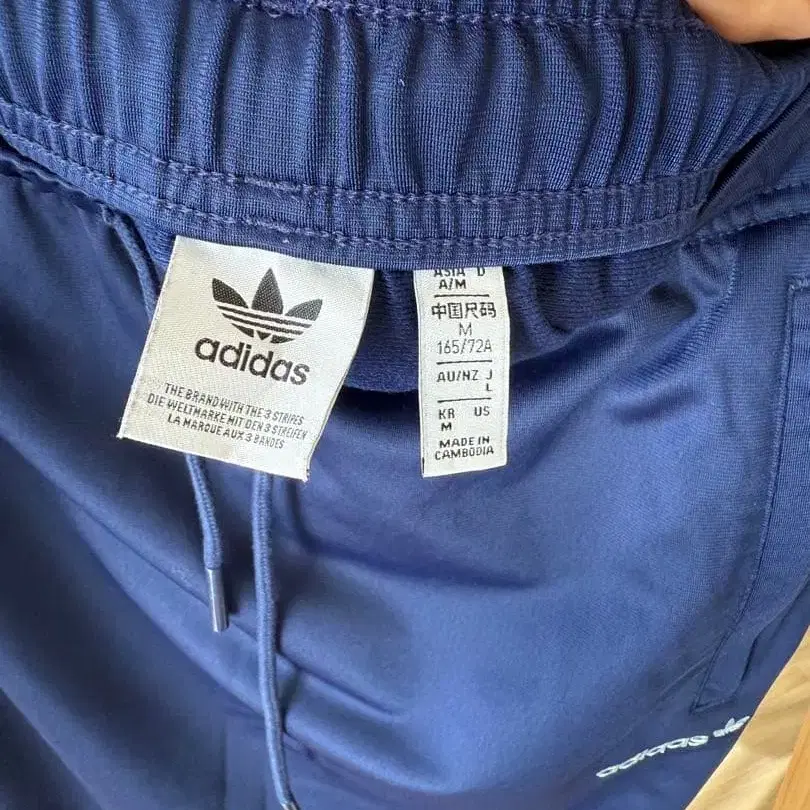 adidas
THE BRAND WITH THE 3 STRIPES
DIE WELTMARKE MIT DEN 3 STREIFEN
LA MARQUE AUX 3 BANDES
ASIA D
A/M
中国尺码
M
165/72A
AU/NZ J
L
KR US
M
MADE IN
CAMBODIA
adidas